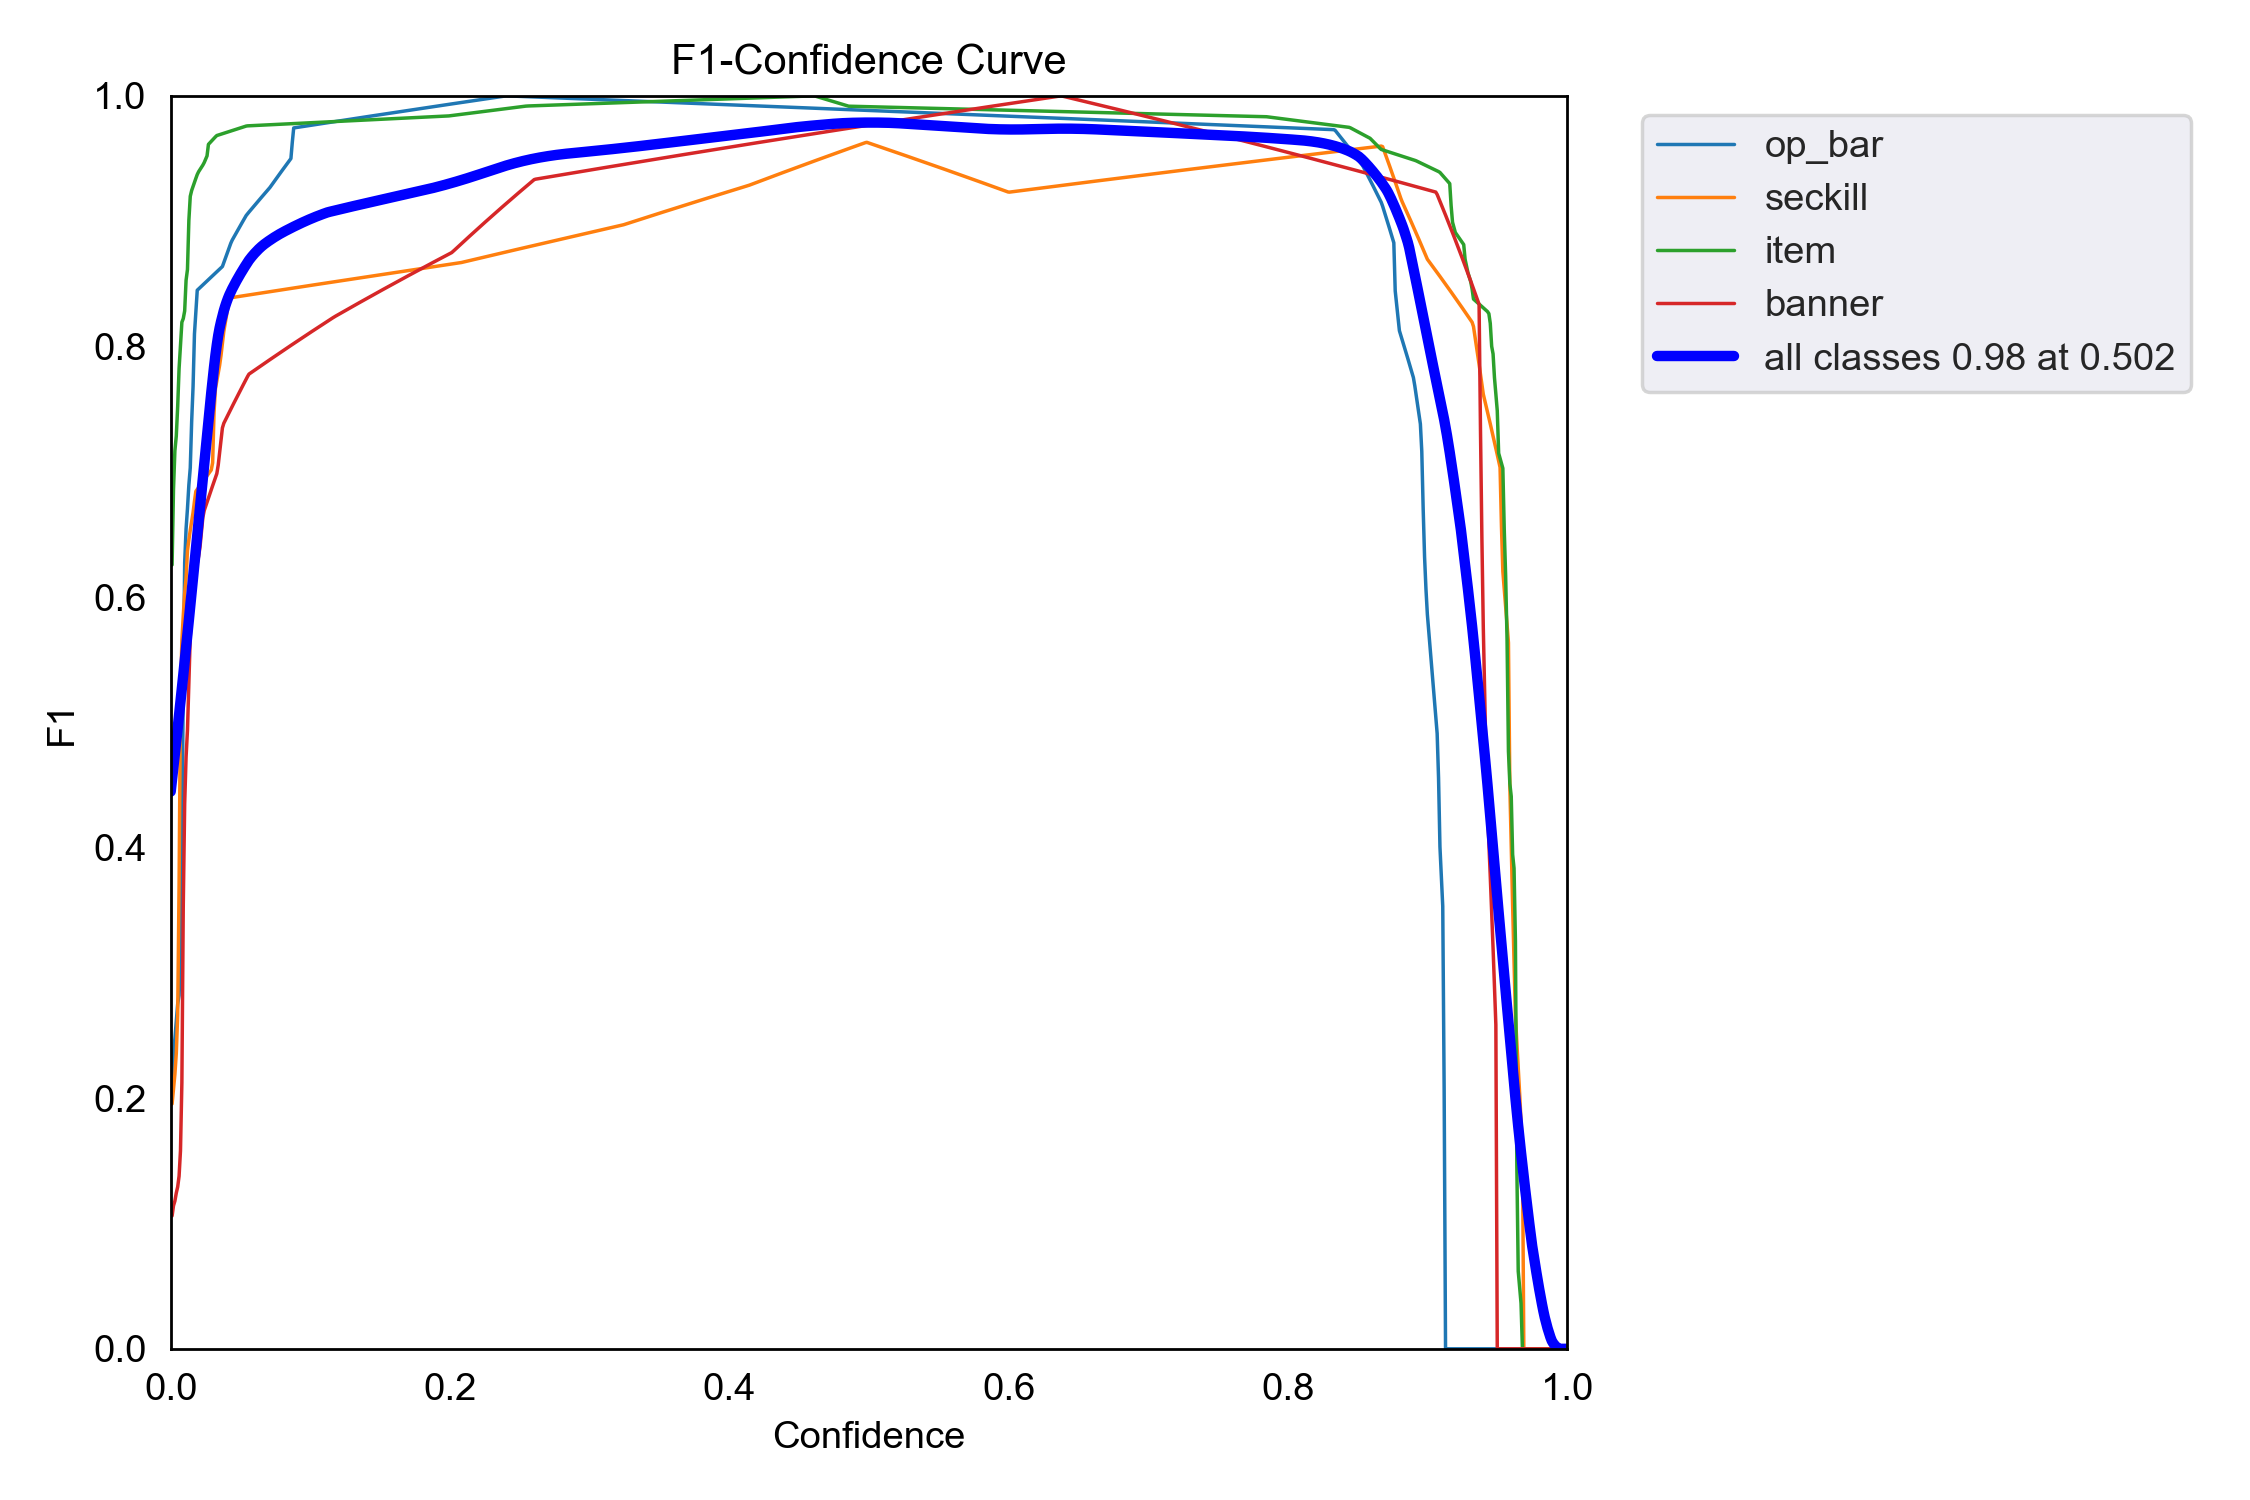 F1-Confidence Curve
1.0
0.8
0.6
0.4
0.2
0.0
F1
0.0 0.2 0.4 0.6 0.8 1.0
Confidence
op_bar
seckill
item
banner
all classes 0.98 at 0.502